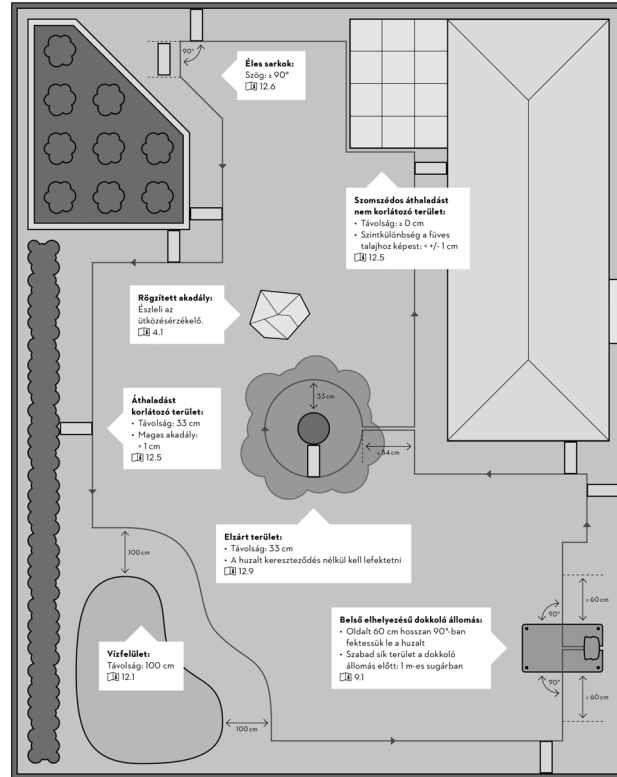 90°
Éles sarkok:
Szög: ≥ 90°
12.6
Szomszédos áthaladást
nem korlátozó terület:
• Távolság: ≥ 0 cm
• Szintkülönbség a füves
talajhoz képest: < +/- 1 cm
12.5
Rögzített akadály:
Észleli az
ütközésérzékelő.
4.1
33 cm
Áthaladást
korlátozó terület:
• Távolság: 33 cm
• Magas akadály:
> 1 cm
12.5
≥ 54 cm
Elzárt terület:
• Távolság: 33 cm
• A huzalt kereszteződés nélkül kell lefektetni
12.9
100 cm
≥ 60 cm
90°
Belső elhelyezésű dokkoló állomás:
• Oldalt 60 cm hosszan 90°-ban
fektessük le a huzalt
• Szabad sík terület a dokkoló
állomás előtt: 1 m-es sugárban
9.1
Vízfelület:
Távolság: 100 cm
12.1
90°
≥ 60 cm
100 cm